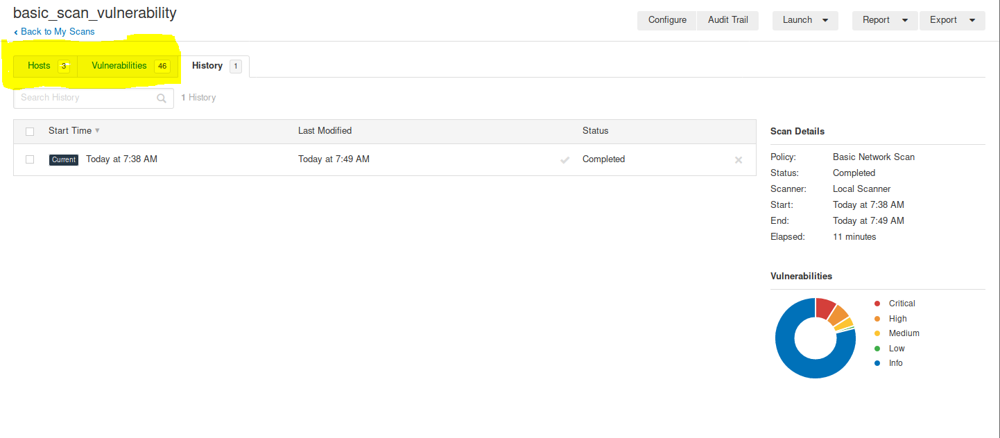 basic_scan_vulnerability
Back to My Scans
Configure Audit Trail Launch Report Export
Hosts 3 Vulnerabilities 46 History 1
Search History 1 History
Start Time Last Modified Status
Current Today at 7:38 AM Today at 7:49 AM Completed
Scan Details
Policy: Basic Network Scan
Status: Completed
Scanner: Local Scanner
Start: Today at 7:38 AM
End: Today at 7:49 AM
Elapsed: 11 minutes
Vulnerabilities
Critical
High
Medium
Low
Info